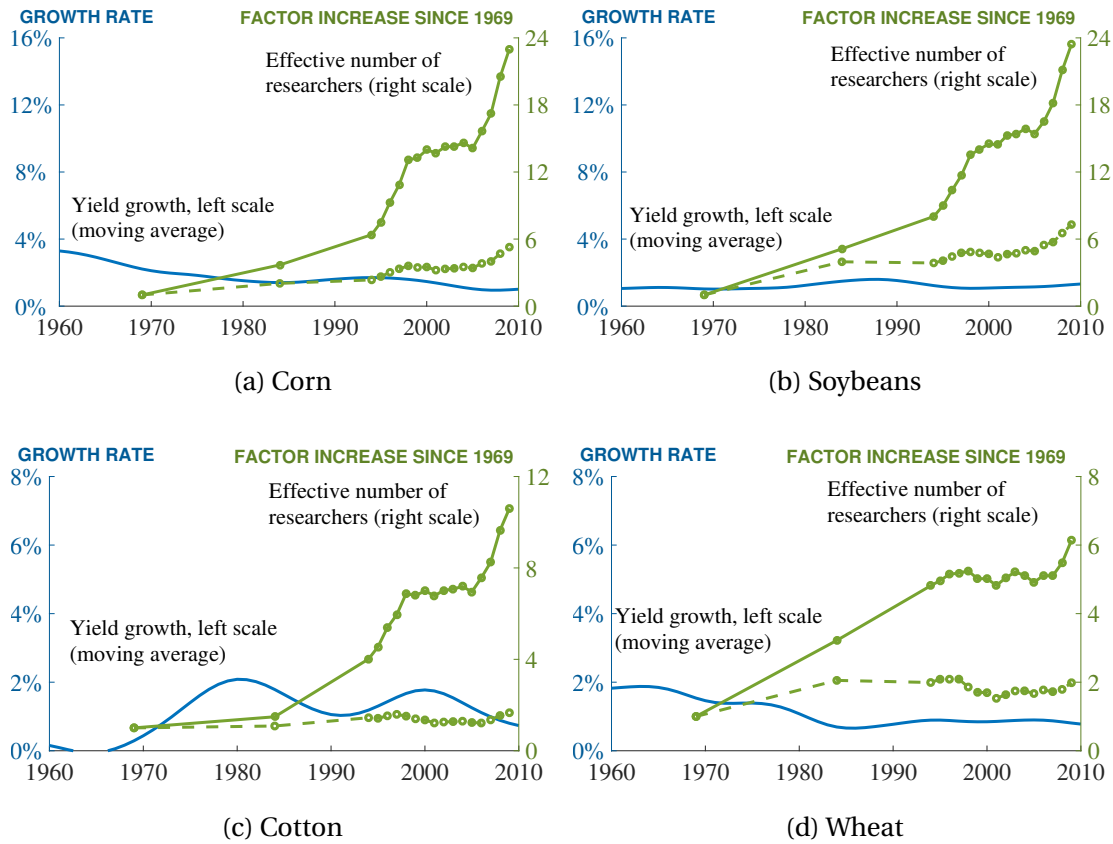 GROWTH RATE FACTOR INCREASE SINCE 1969
16% 24
Effective number of
researchers (right scale)
12% 18
8% 12
Yield growth, left scale
(moving average)
4% 6
0% 0
1960 1970 1980 1990 2000 2010
(a) Corn
GROWTH RATE FACTOR INCREASE SINCE 1969
16% 24
Effective number of
researchers (right scale)
12% 18
8% 12
Yield growth, left scale
(moving average)
4% 6
0% 0
1960 1970 1980 1990 2000 2010
(b) Soybeans
GROWTH RATE FACTOR INCREASE SINCE 1969
8% 12
Effective number of
researchers (right scale)
6%
8
4%
Yield growth, left scale
(moving average)
4
2%
0% 0
1960 1970 1980 1990 2000 2010
(c) Cotton
GROWTH RATE FACTOR INCREASE SINCE 1969
8% 8
Effective number of
researchers (right scale)
6% 6
4% 4
Yield growth, left scale
(moving average)
2% 2
0% 0
1960 1970 1980 1990 2000 2010
(d) Wheat